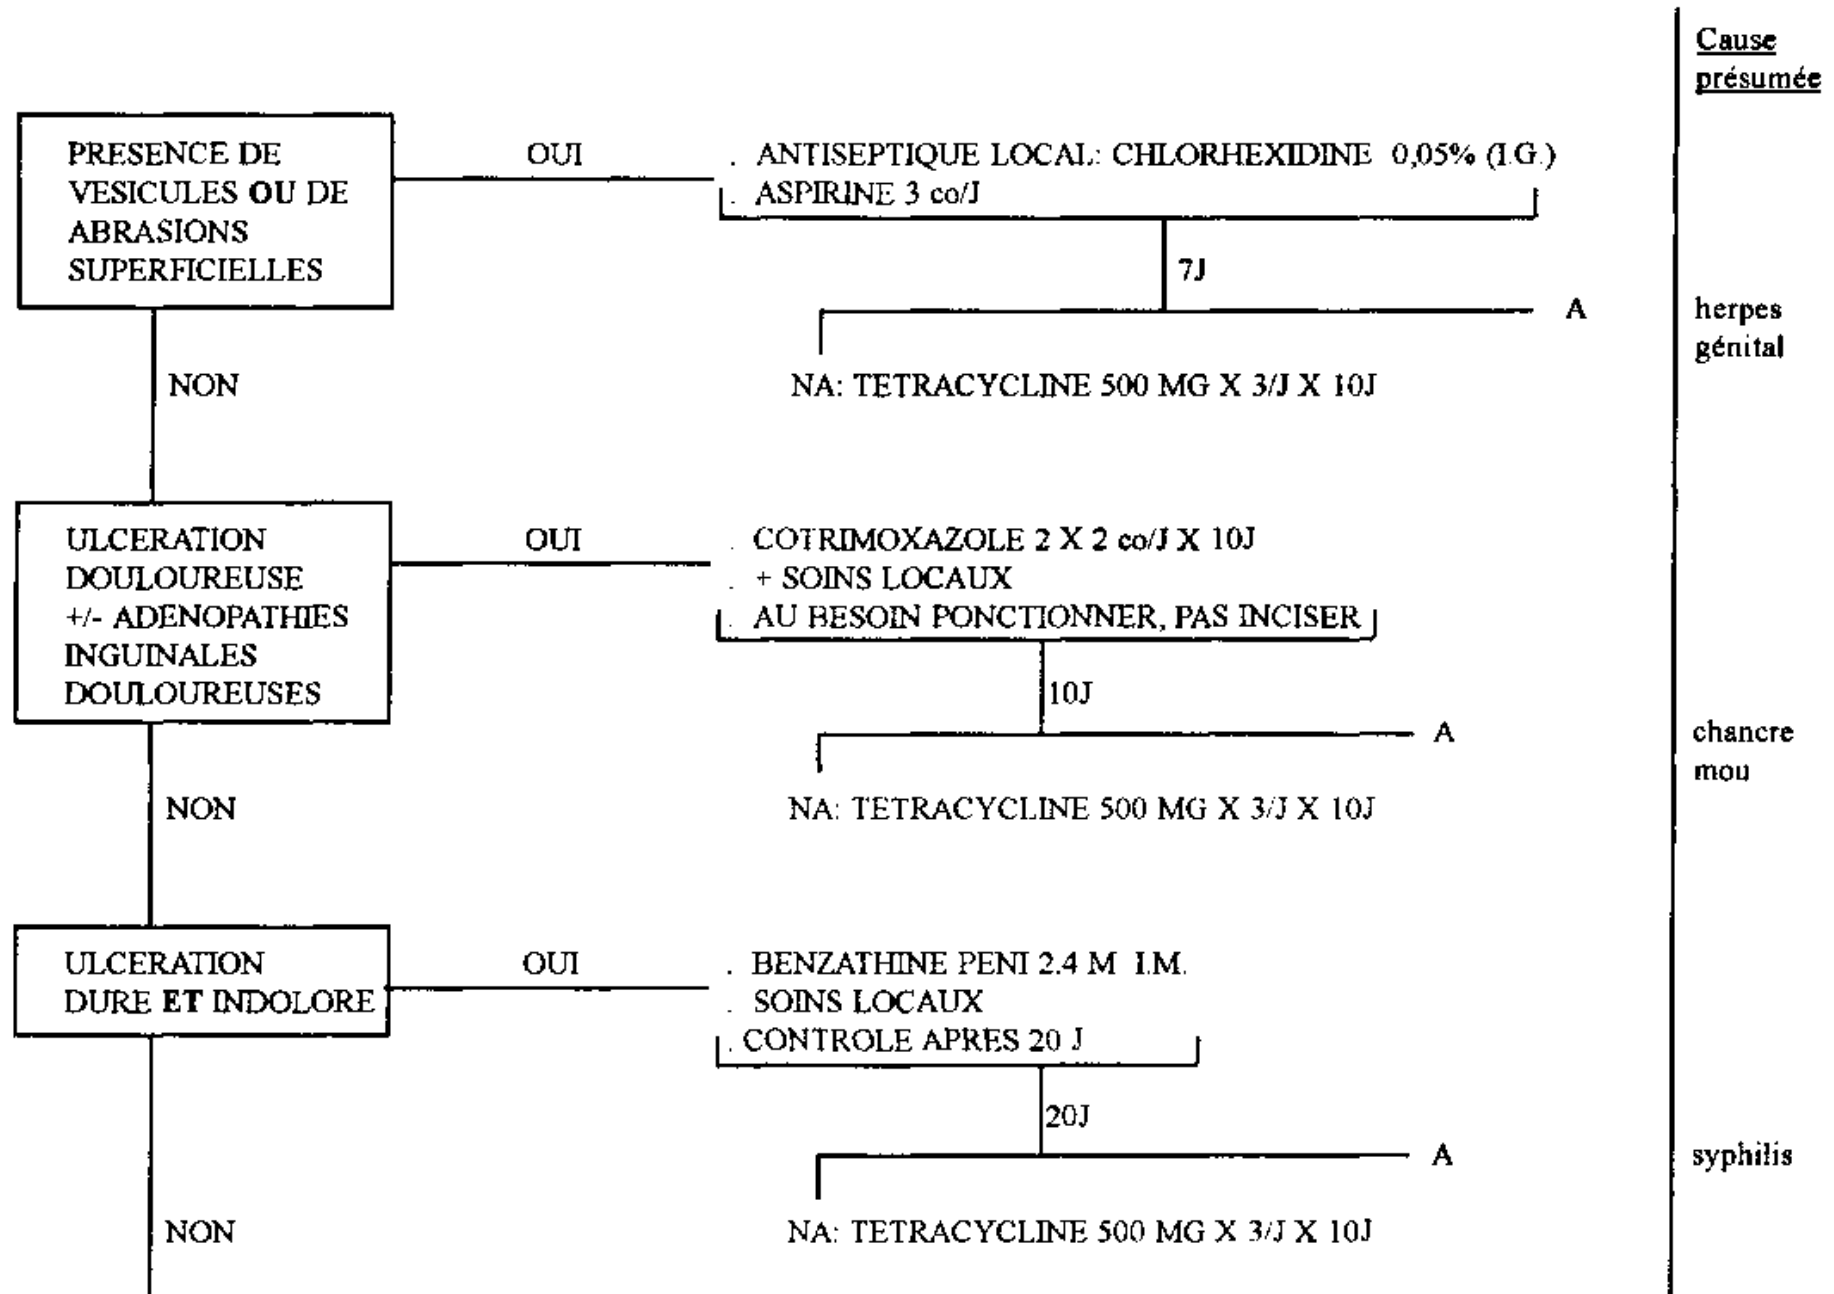 Cause
présumée
PRESENCE DE
VESICULES OU DE
ABRASIONS
SUPERFICIELLES
OUI
. ANTISEPTIQUE LOCAL: CHLORHEXIDINE 0,05% (I.G.)
. ASPIRINE 3 co/J
7J
A
herpes
génital
NON
NA: TETRACYCLINE 500 MG X 3/J X 10J
ULCERATION
DOULOUREUSE
+/- ADENOPATHIES
INGUINALES
DOULOUREUSES
OUI
. COTRIMOXAZOLE 2 X 2 co/J X 10J
. + SOINS LOCAUX
. AU BESOIN PONCTIONNER, PAS INCISER
10J
A
chancre
mou
NON
NA: TETRACYCLINE 500 MG X 3/J X 10J
ULCERATION
DURE ET INDOLORE
OUI
. BENZATHINE PENI 2.4 M I.M.
. SOINS LOCAUX
. CONTROLE APRES 20 J
20J
A
syphilis
NON
NA: TETRACYCLINE 500 MG X 3/J X 10J